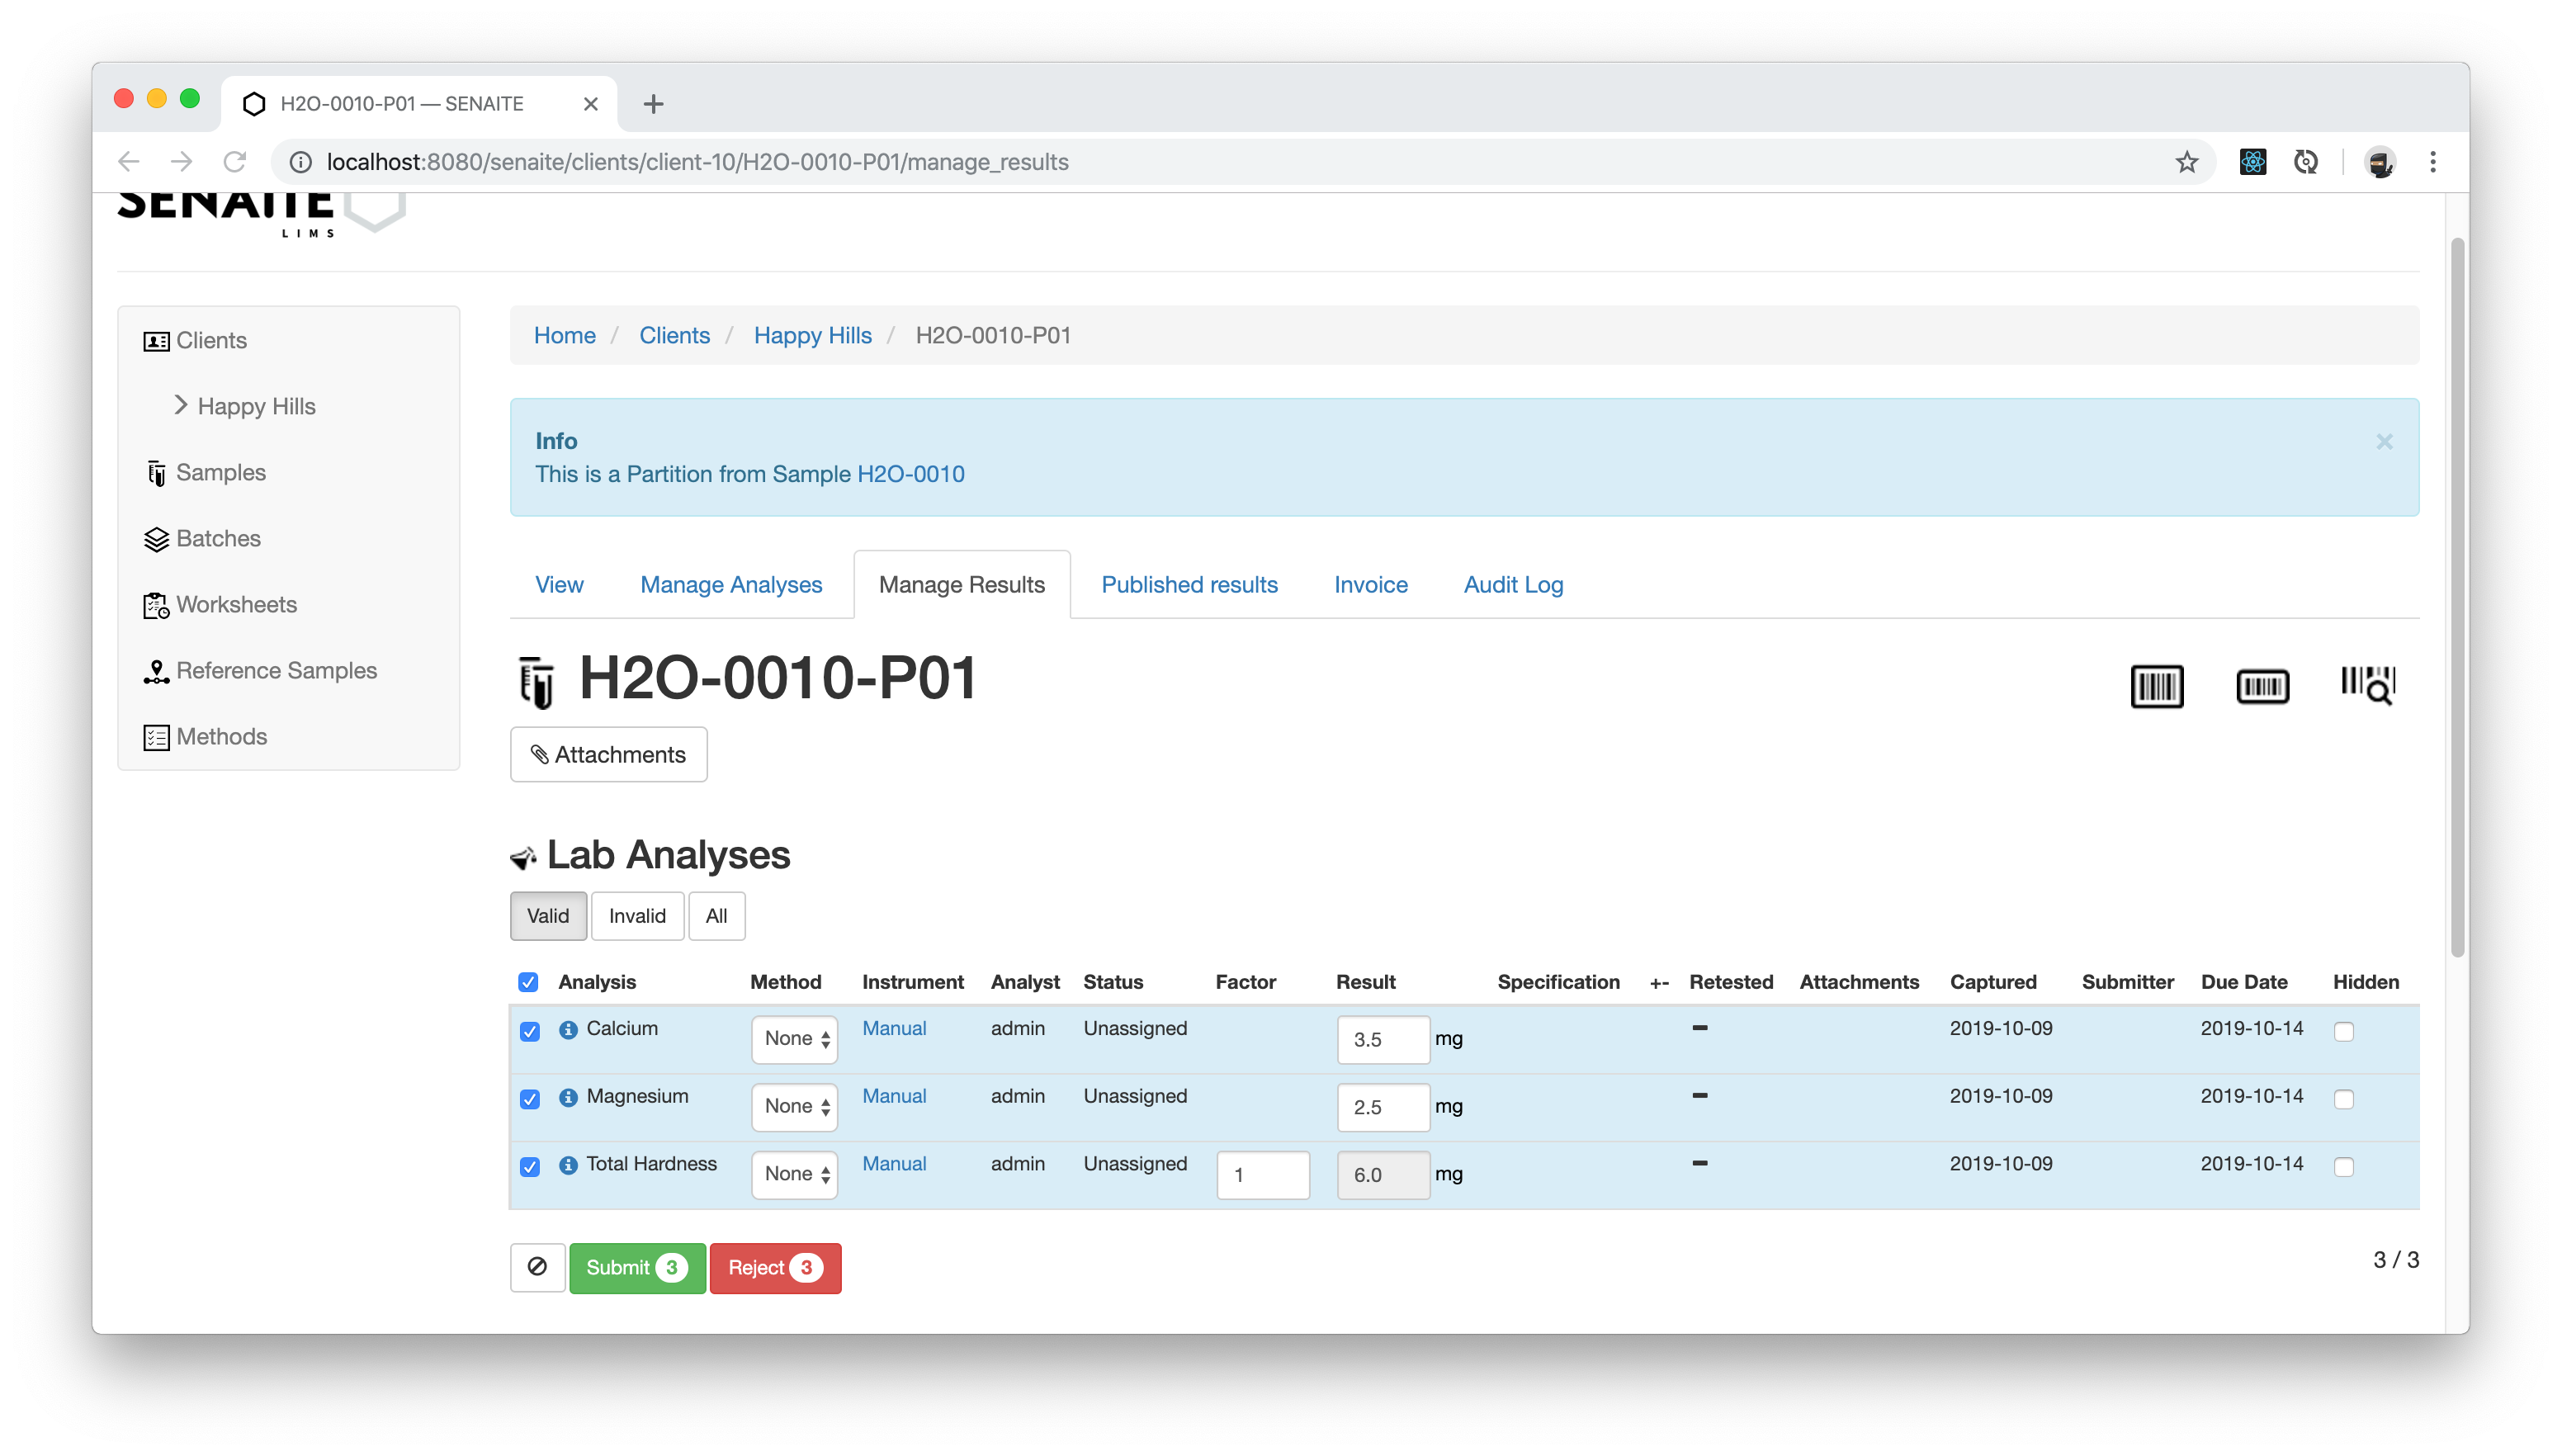 H2O-0010-P01 — SENAITE
localhost:8080/senaite/clients/client-10/H2O-0010-P01/manage_results
SENAITE
LIMS
Clients
Happy Hills
Samples
Batches
Worksheets
Reference Samples
Methods
Home / Clients / Happy Hills / H2O-0010-P01
Info
This is a Partition from Sample H2O-0010
View Manage Analyses Manage Results Published results Invoice Audit Log
H2O-0010-P01
Attachments
Lab Analyses
Valid Invalid All
Analysis Method Instrument Analyst Status Factor Result Specification +- Retested Attachments Captured Submitter Due Date Hidden
Calcium None Manual admin Unassigned 3.5 mg 2019-10-09 2019-10-14
Magnesium None Manual admin Unassigned 2.5 mg 2019-10-09 2019-10-14
Total Hardness None Manual admin Unassigned 1 6.0 mg 2019-10-09 2019-10-14
Submit 3 Reject 3
3 / 3